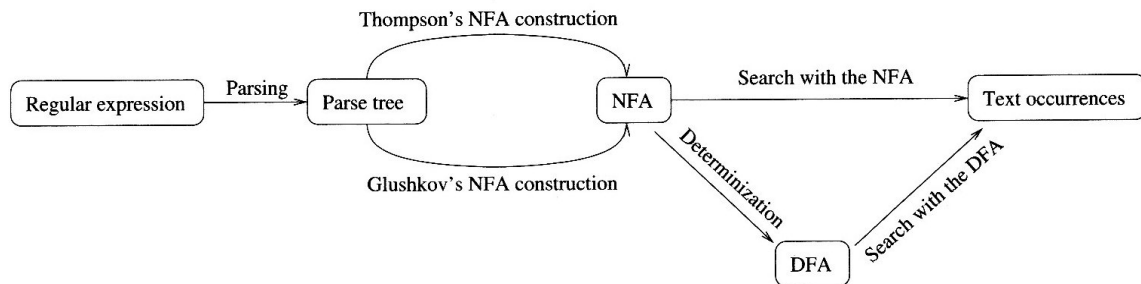 Thompson's NFA construction
Regular expression
Parsing
Parse tree
NFA
Search with the NFA
Text occurrences
Glushkov's NFA construction
Determinization
Search with the DFA
DFA